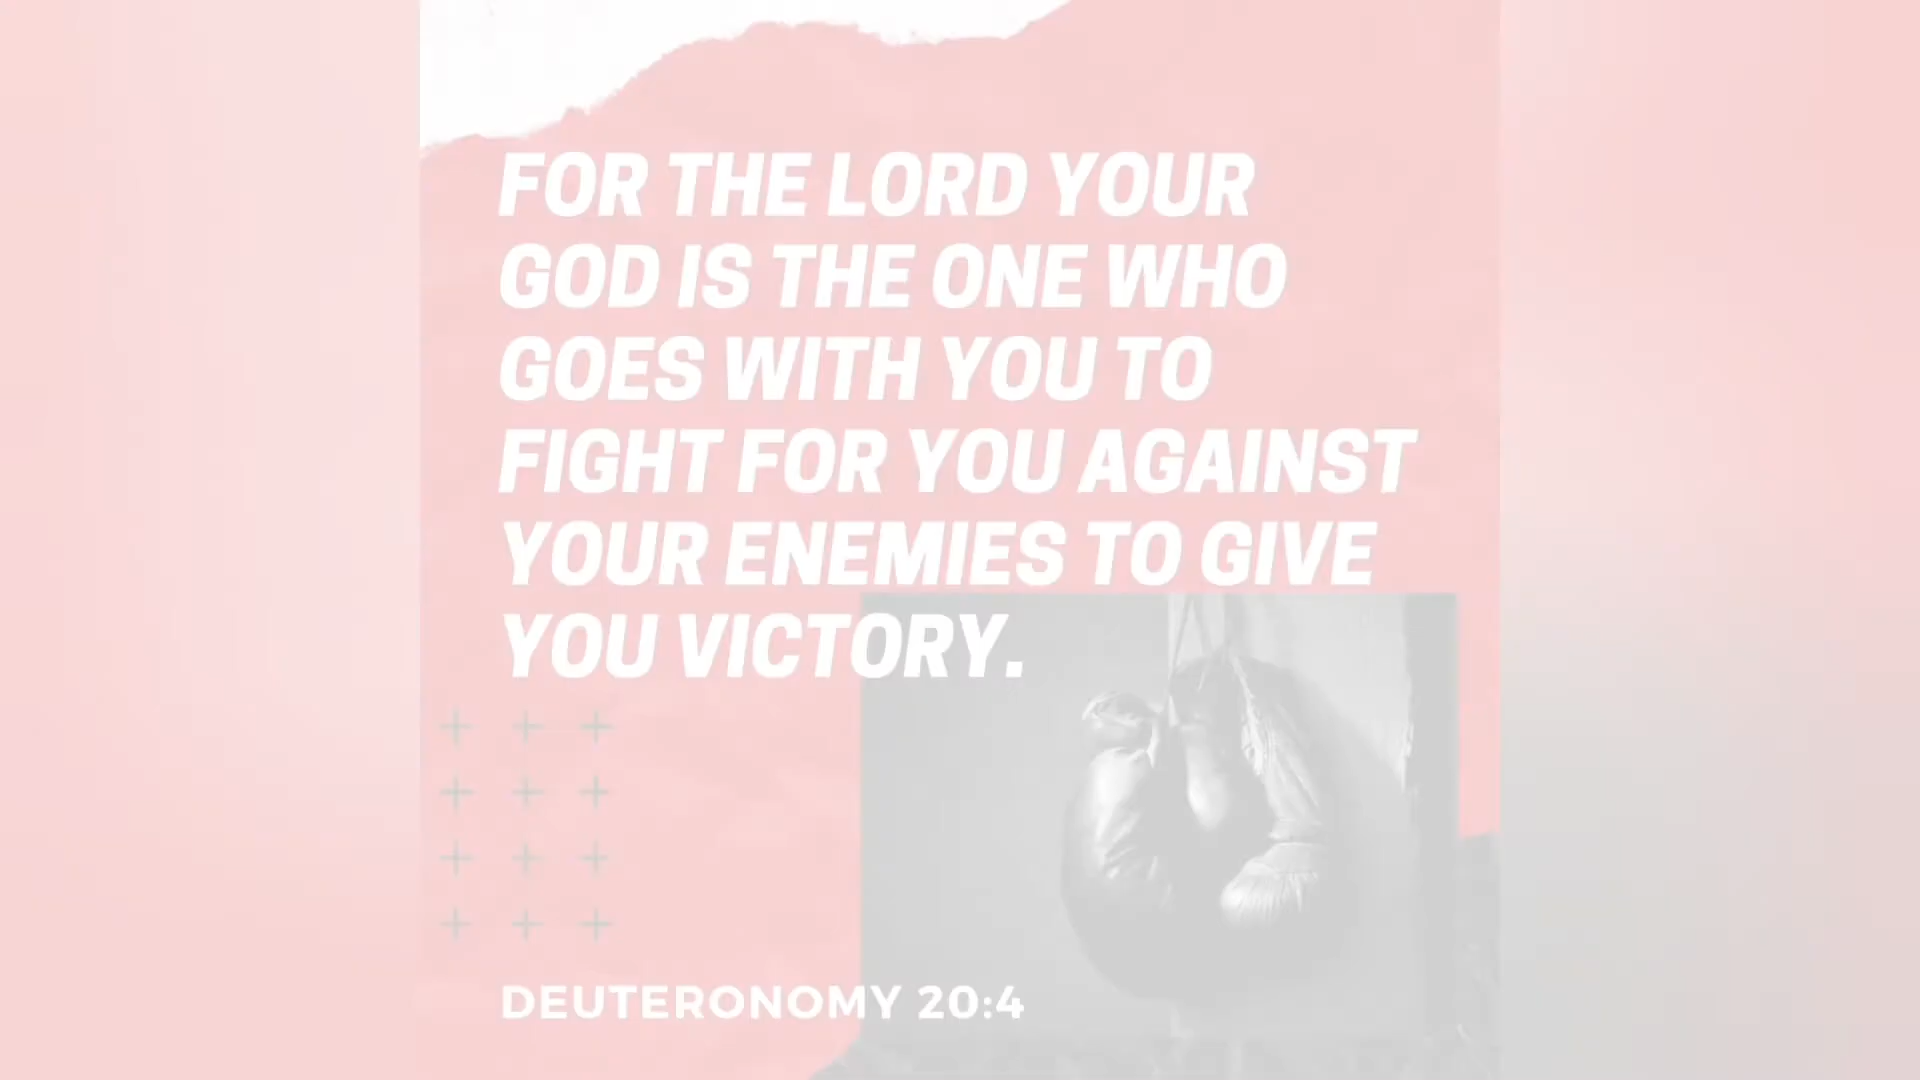 FOR THE LORD YOUR
GOD IS THE ONE WHO
GOES WITH YOU TO
FIGHT FOR YOU AGAINST
YOUR ENEMIES TO GIVE
YOU VICTORY.
DEUTERONOMY 20:4